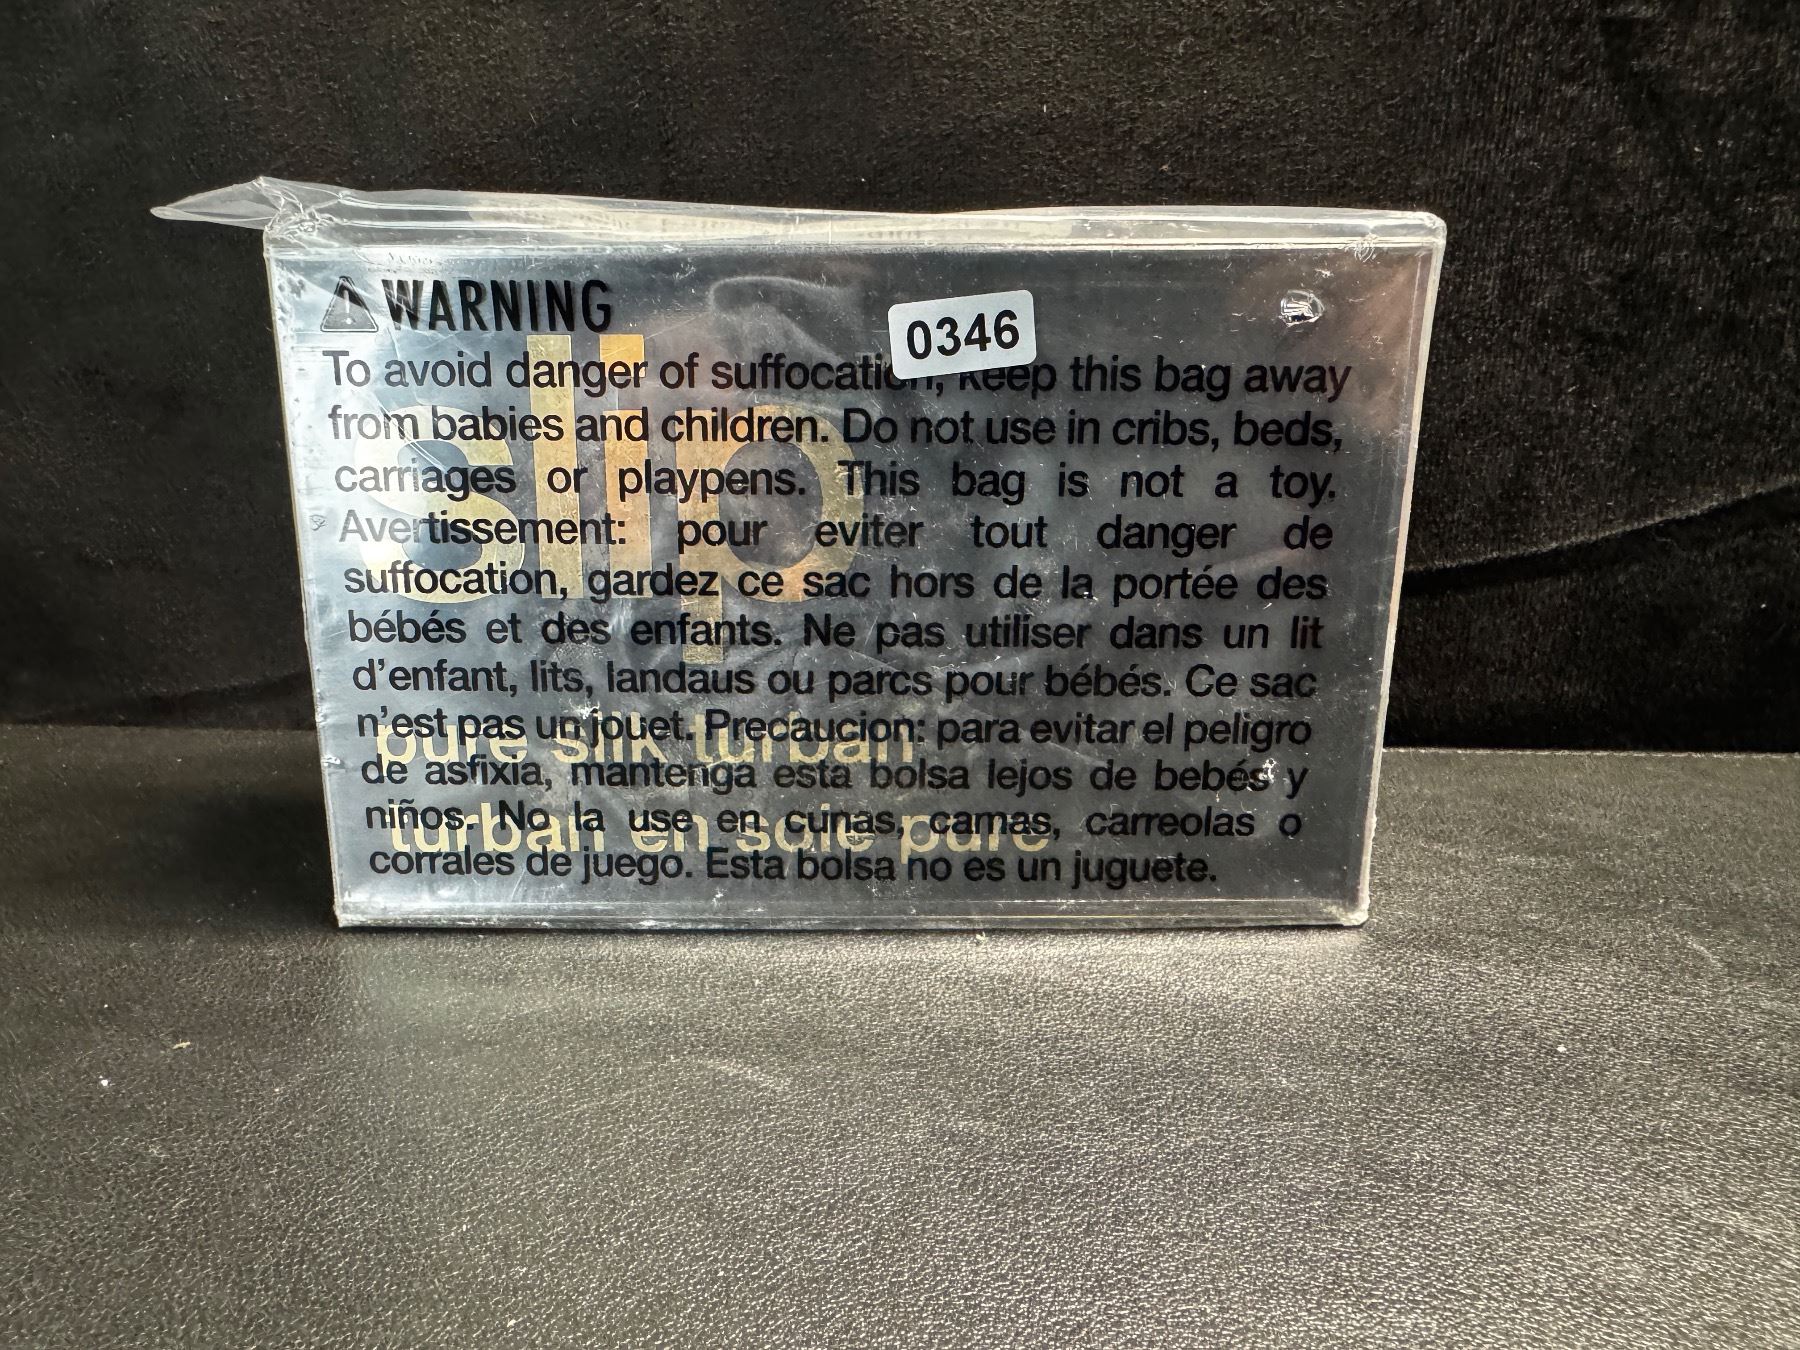 WARNING
0346
To avoid danger of suffocation, keep this bag away
from babies and children. Do not use in cribs, beds,
carriages or playpens. This bag is not a toy.
Avertissement: pour eviter tout danger de
suffocation, gardez ce sac hors de la portée des
bébés et des enfants. Ne pas utiliser dans un lit
d'enfant, lits, landaus ou parcs pour bébés. Ce sac
n'est pas un jouet. Precaucion: para evitar el peligro
de asfixia, mantenga esta bolsa lejos de bebés y
niños. No la use en cunas, camas, carreolas o
corrales de juego. Esta bolsa no es un juguete.
slip
pure silk turban
turban en soie pure